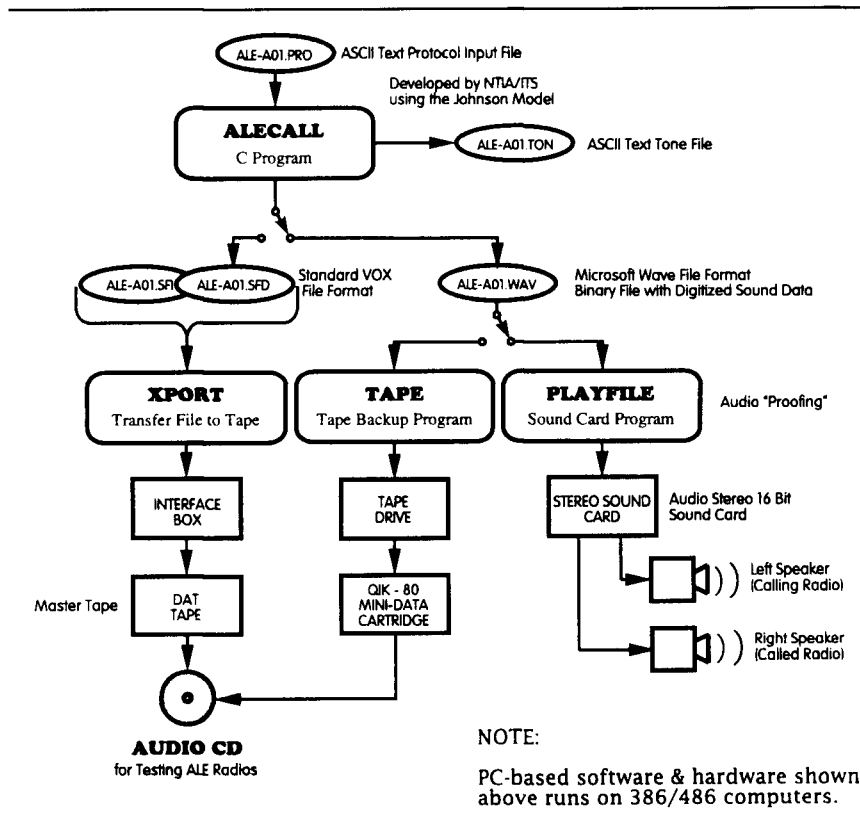 ALE-A01.PRO
ASCII Text Protocol Input File
Developed by NTIA/ITS
using the Johnson Model
ALECALL
C Program
ALE-A01.TON
ASCII Text Tone File
ALE-A01.SFI
ALE-A01.SFD
Standard VOX
File Format
ALE-A01.WAV
Microsoft Wave File Format
Binary File with Digitized Sound Data
XPORT
Transfer File to Tape
TAPE
Tape Backup Program
PLAYFILE
Sound Card Program
Audio "Proofing"
INTERFACE
BOX
TAPE
DRIVE
STEREO SOUND
CARD
Audio Stereo 16 Bit
Sound Card
Master Tape
DAT
TAPE
QIK - 80
MINI-DATA
CARTRIDGE
Left Speaker
(Calling Radio)
Right Speaker
(Called Radio)
AUDIO CD
for Testing ALE Radios
NOTE:
PC-based software & hardware shown
above runs on 386/486 computers.